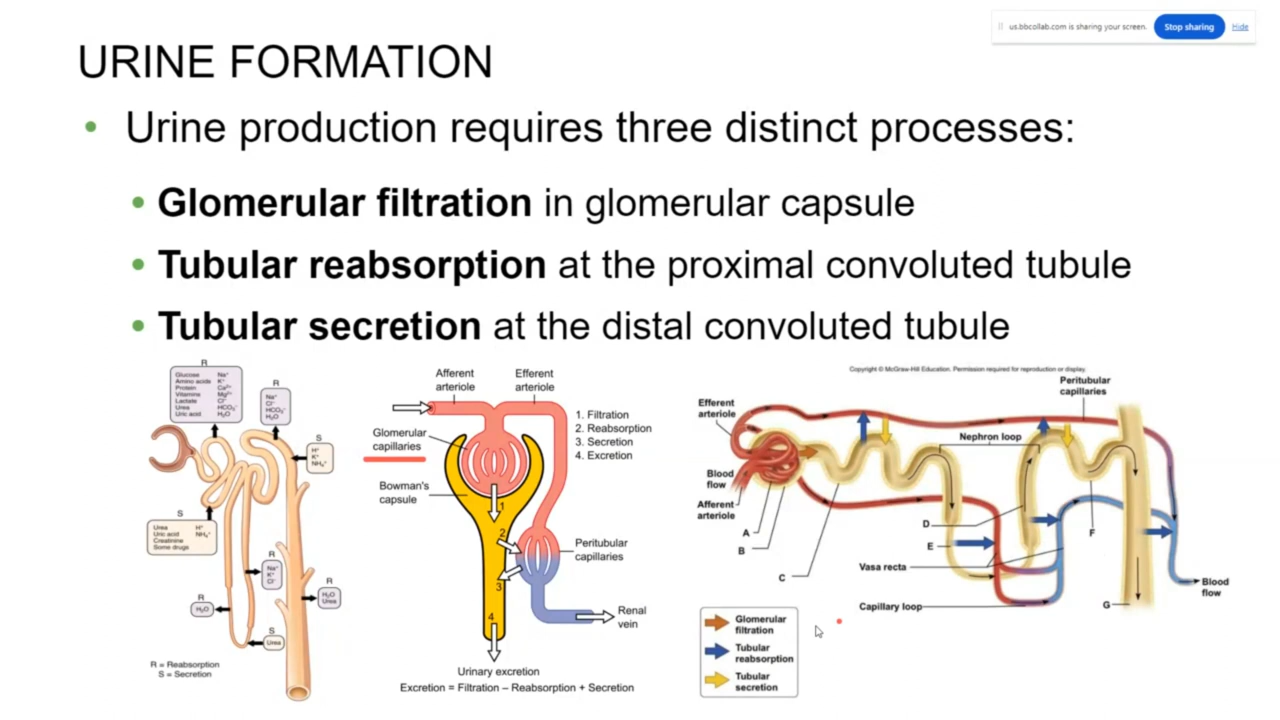 us.bbcollab.com is sharing your screen. Stop sharing Hide
URINE FORMATION
• Urine production requires three distinct processes:
• Glomerular filtration in glomerular capsule
• Tubular reabsorption at the proximal convoluted tubule
• Tubular secretion at the distal convoluted tubule
R
Glucose Na⁺
Amino acids K⁺
Protein Ca²⁺
Vitamins Mg²⁺
Lactate Cl⁻
Urea HCO₃⁻
Uric acid H₂O
R
Na⁺
Cl⁻
HCO₃⁻
H₂O
S
H⁺
K⁺
NH₄⁺
S
Urea H⁺
Uric acid NH₄⁺
Creatinine
Some drugs
R
Na⁺
K⁺
Cl⁻
R
H₂O
Urea
R
H₂O
S
Urea
R = Reabsorption
S = Secretion
Afferent
arteriole
Efferent
arteriole
1. Filtration
2. Reabsorption
3. Secretion
4. Excretion
Glomerular
capillaries
Bowman's
capsule
1
2
3
4
Peritubular
capillaries
Renal
vein
Urinary excretion
Excretion = Filtration – Reabsorption + Secretion
Copyright © McGraw-Hill Education. Permission required for reproduction or display.
Peritubular
capillaries
Efferent
arteriole
Nephron loop
Blood
flow
Afferent
arteriole
A
B
C
D
E
F
Vasa recta
Capillary loop
G
Blood
flow
Glomerular
filtration
Tubular
reabsorption
Tubular
secretion